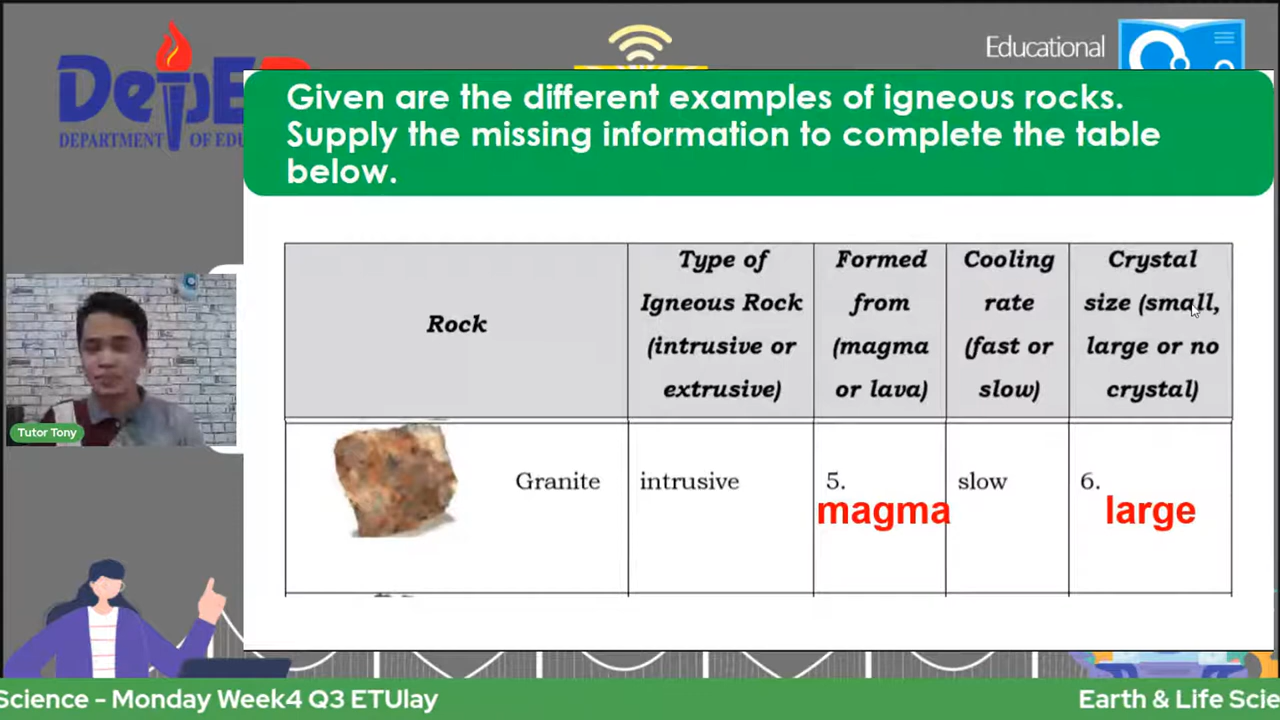 DepED
DEPARTMENT OF EDU
Educational
Given are the different examples of igneous rocks.
Supply the missing information to complete the table
below.
Rock
Type of
Igneous Rock
(intrusive or
extrusive)
Formed
from
(magma
or lava)
Cooling
rate
(fast or
slow)
Crystal
size (small,
large or no
crystal)
Granite
intrusive
5.
magma
slow
6.
large
Tutor Tony
Science - Monday Week4 Q3 ETUlay
Earth & Life Scie